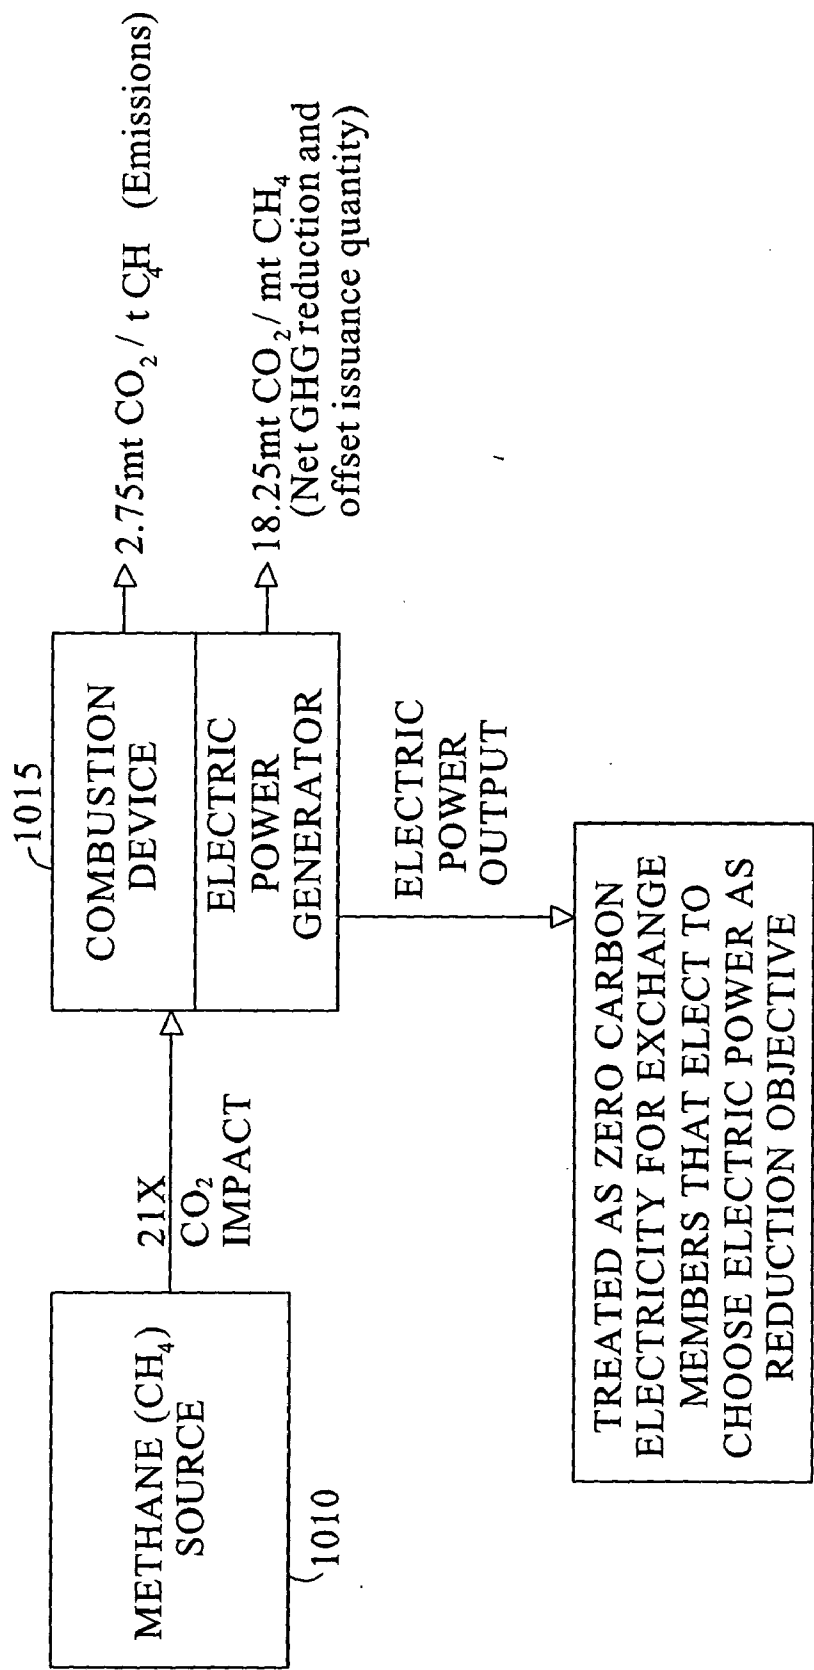 METHANE (CH₄)
SOURCE
1010
21X
CO₂
IMPACT
1015
COMBUSTION
DEVICE
ELECTRIC
POWER
GENERATOR
2.75mt CO₂ / t C₄H (Emissions)
18.25mt CO₂/ mt CH₄
(Net GHG reduction and
offset issuance quantity)
ELECTRIC
POWER
OUTPUT
TREATED AS ZERO CARBON
ELECTRICITY FOR EXCHANGE
MEMBERS THAT ELECT TO
CHOOSE ELECTRIC POWER AS
REDUCTION OBJECTIVE